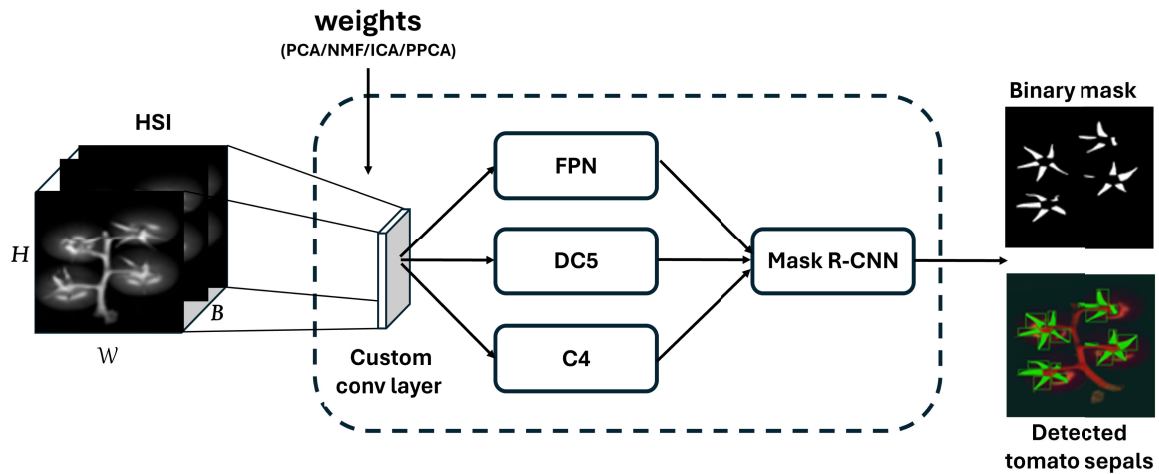 weights
(PCA/NMF/ICA/PPCA)
HSI
H
W
B
Custom
conv layer
FPN
DC5
C4
Mask R-CNN
Binary mask
Detected
tomato sepals